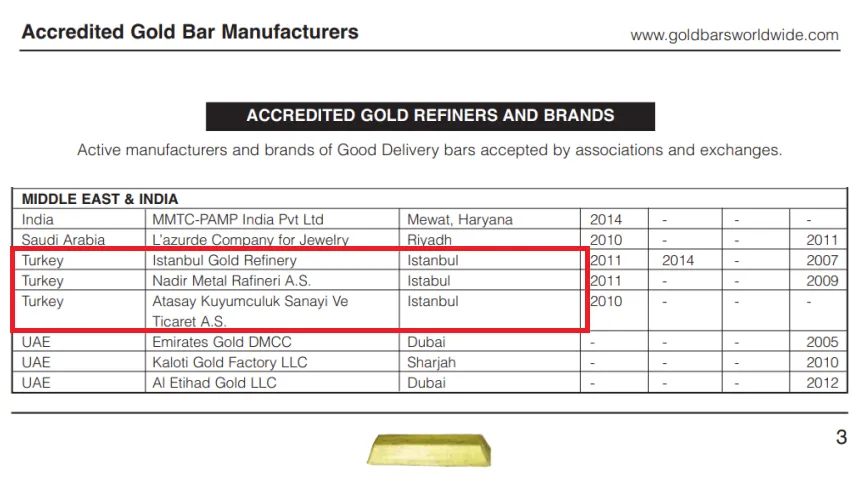 Accredited Gold Bar Manufacturers www.goldbarsworldwide.com
ACCREDITED GOLD REFINERS AND BRANDS
Active manufacturers and brands of Good Delivery bars accepted by associations and exchanges.
MIDDLE EAST & INDIA
India MMTC-PAMP India Pvt Ltd Mewat, Haryana 2014 - - -
Saudi Arabia L'azurde Company for Jewelry Riyadh 2010 - - 2011
Turkey Istanbul Gold Refinery Istanbul 2011 2014 - 2007
Turkey Nadir Metal Rafineri A.S. Istabul 2011 - - 2009
Turkey Atasay Kuyumculuk Sanayi Ve Istanbul 2010 - - -
Ticaret A.S.
UAE Emirates Gold DMCC Dubai - - - 2005
UAE Kaloti Gold Factory LLC Sharjah - - - 2010
UAE Al Etihad Gold LLC Dubai - - - 2012
3